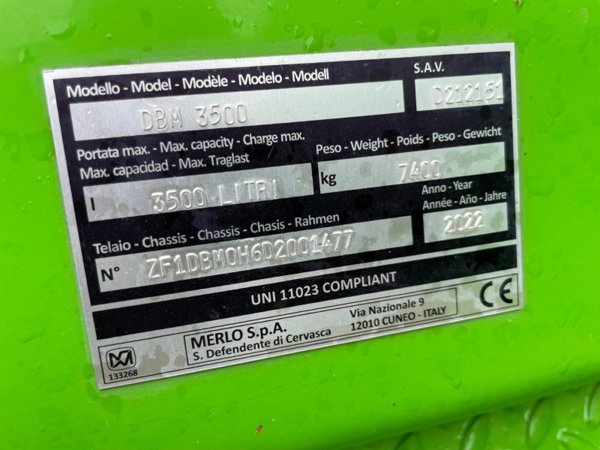 Modello - Model - Modèle - Modelo - Modell
S.A.V.
DBM 3500
D212151
Portata max. - Max. capacity - Charge max.
Max. capacidad - Max. Traglast
Peso - Weight - Poids - Peso - Gewicht
l 3500 LITRI
kg 7400
Anno - Year
Année - Año - Jahre
Telaio - Chassis - Chassis - Chasis - Rahmen
2022
N° ZF1DBM0H6D2001477
UNI 11023 COMPLIANT
MERLO S.p.A.
S. Defendente di Cervasca
Via Nazionale 9
12010 CUNEO - ITALY
CE
133268